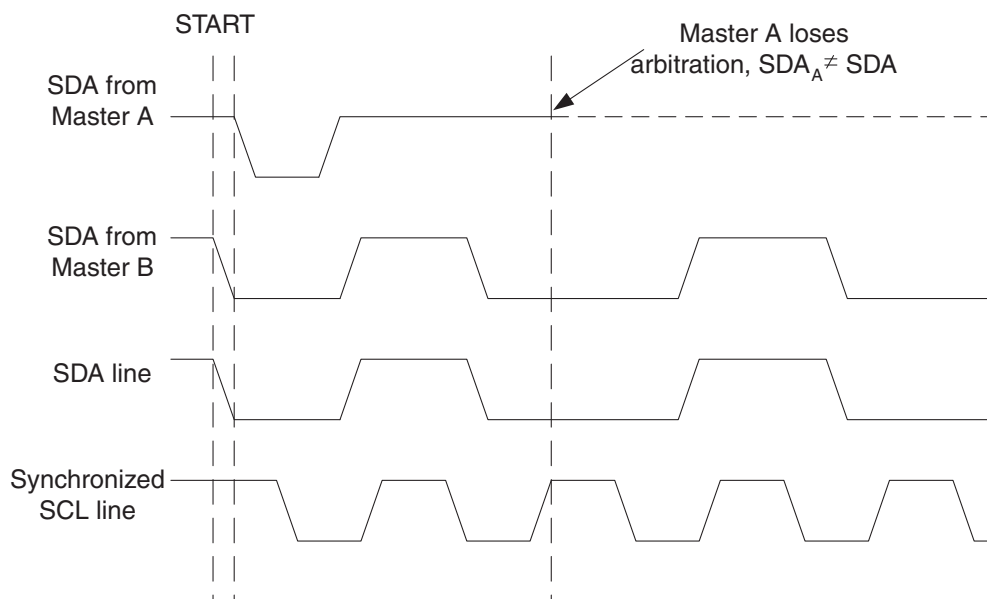 START
Master A loses
arbitration, SDA_A ≠ SDA
SDA from
Master A
SDA from
Master B
SDA line
Synchronized
SCL line